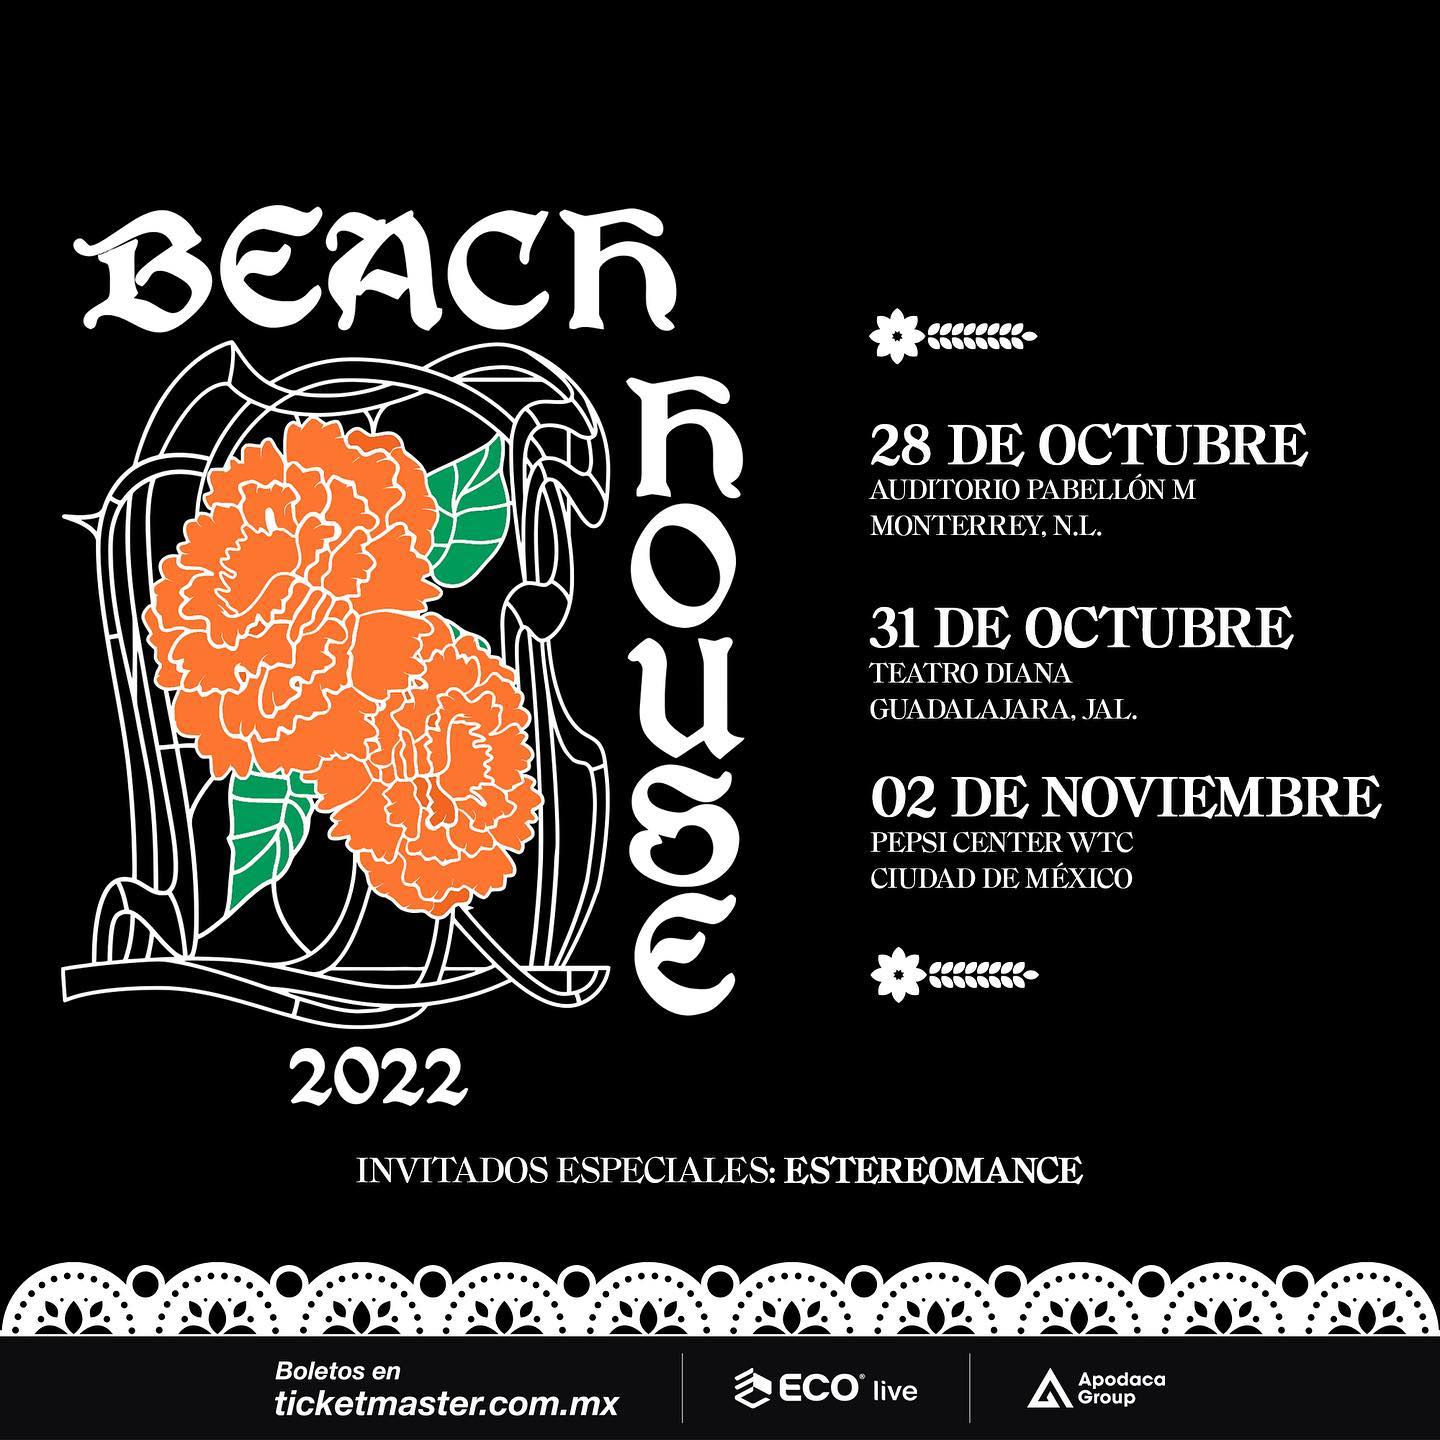 BEACH
HOUSE
2022
28 DE OCTUBRE
AUDITORIO PABELLÓN M
MONTERREY, N.L.
31 DE OCTUBRE
TEATRO DIANA
GUADALAJARA, JAL.
02 DE NOVIEMBRE
PEPSI CENTER WTC
CIUDAD DE MÉXICO
INVITADOS ESPECIALES: ESTEREOMANCE
Boletos en
ticketmaster.com.mx
ECO® live
Apodaca
Group